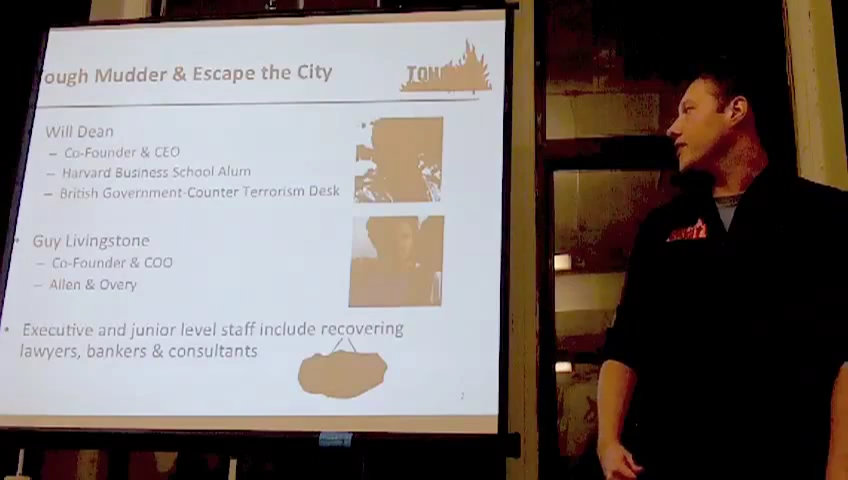 ough Mudder & Escape the City
TOU
Will Dean
– Co-Founder & CEO
– Harvard Business School Alum
– British Government-Counter Terrorism Desk
• Guy Livingstone
– Co-Founder & COO
– Allen & Overy
• Executive and junior level staff include recovering
lawyers, bankers & consultants